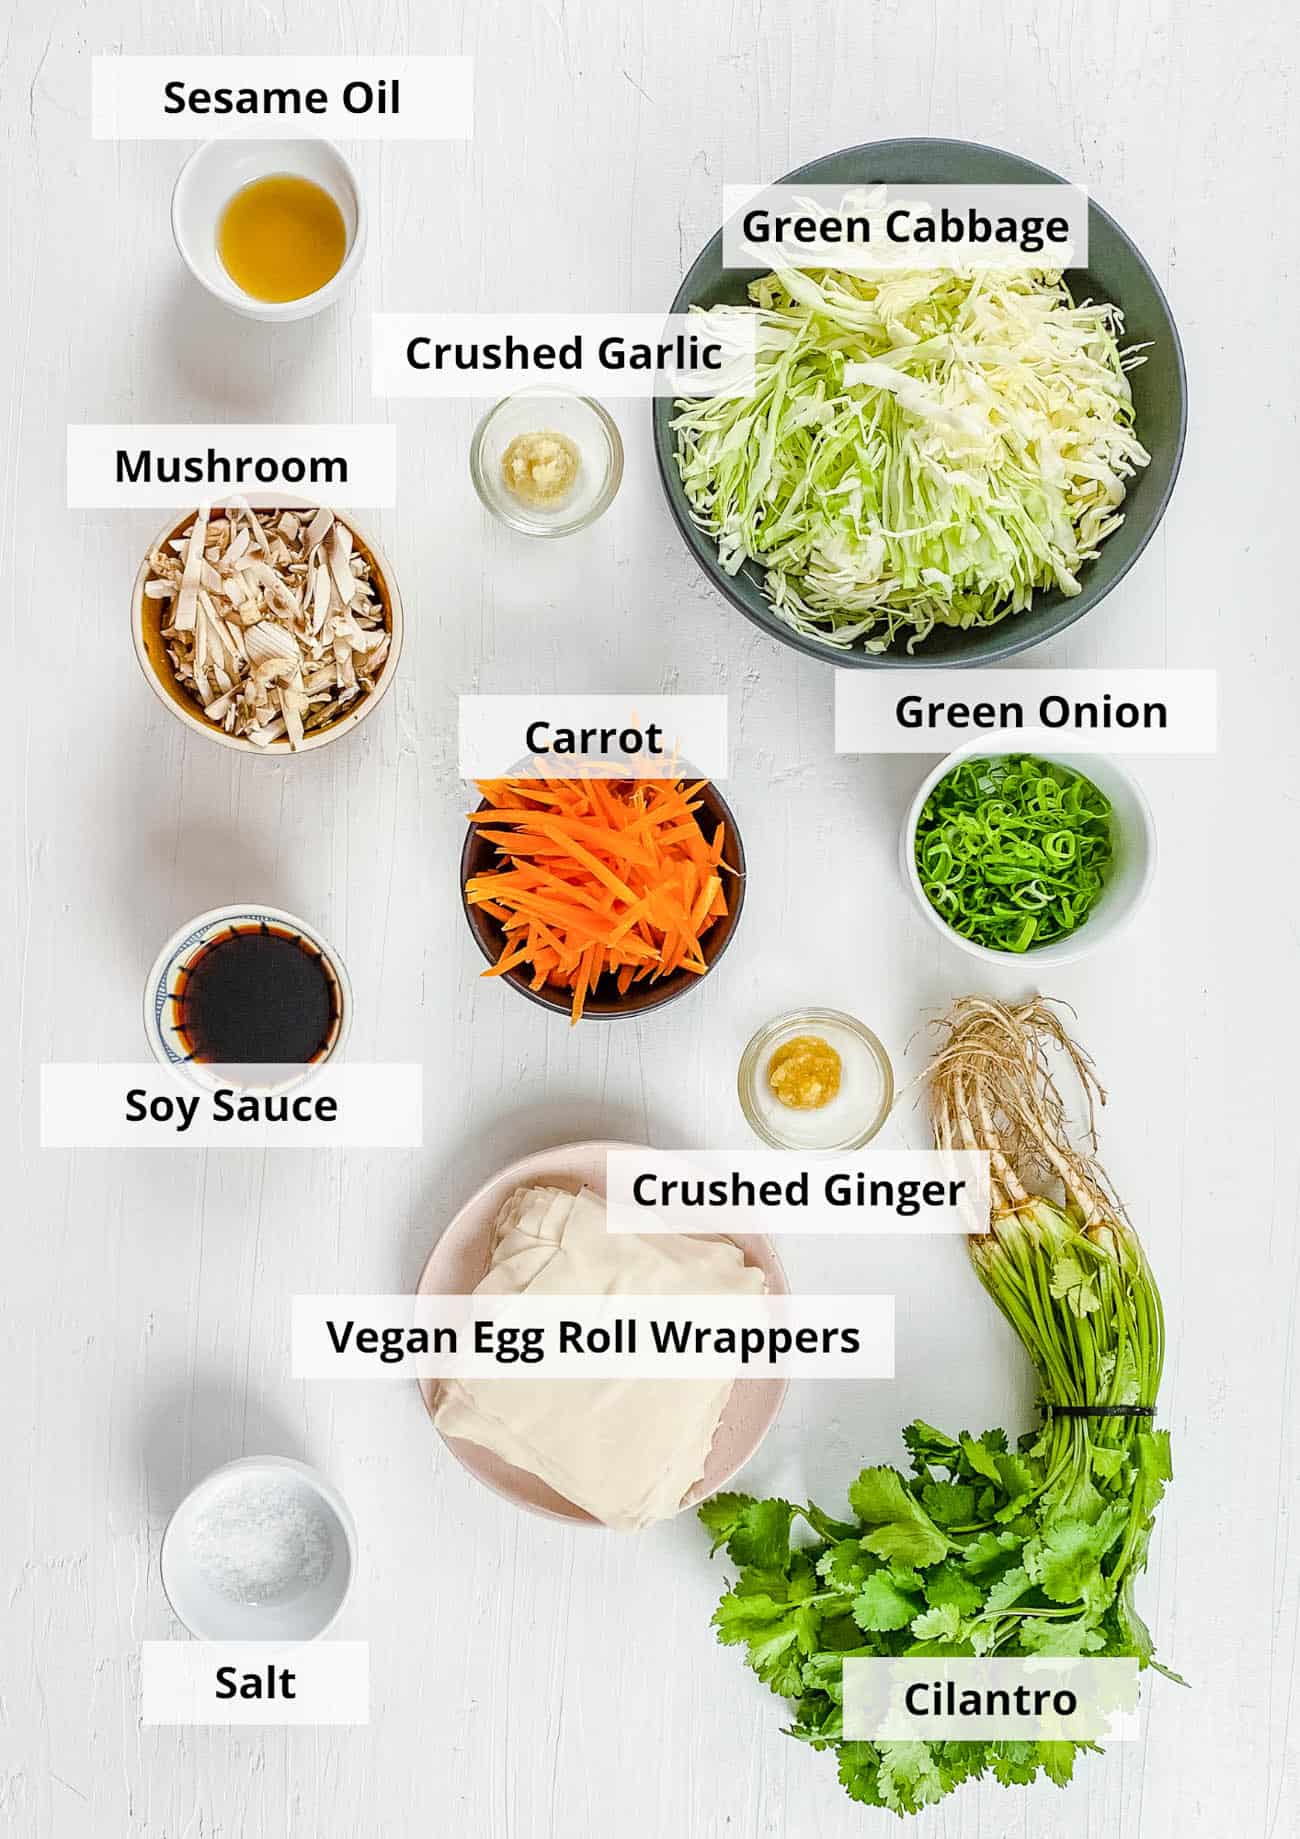 Sesame Oil
Green Cabbage
Crushed Garlic
Mushroom
Carrot
Green Onion
Soy Sauce
Crushed Ginger
Vegan Egg Roll Wrappers
Salt
Cilantro